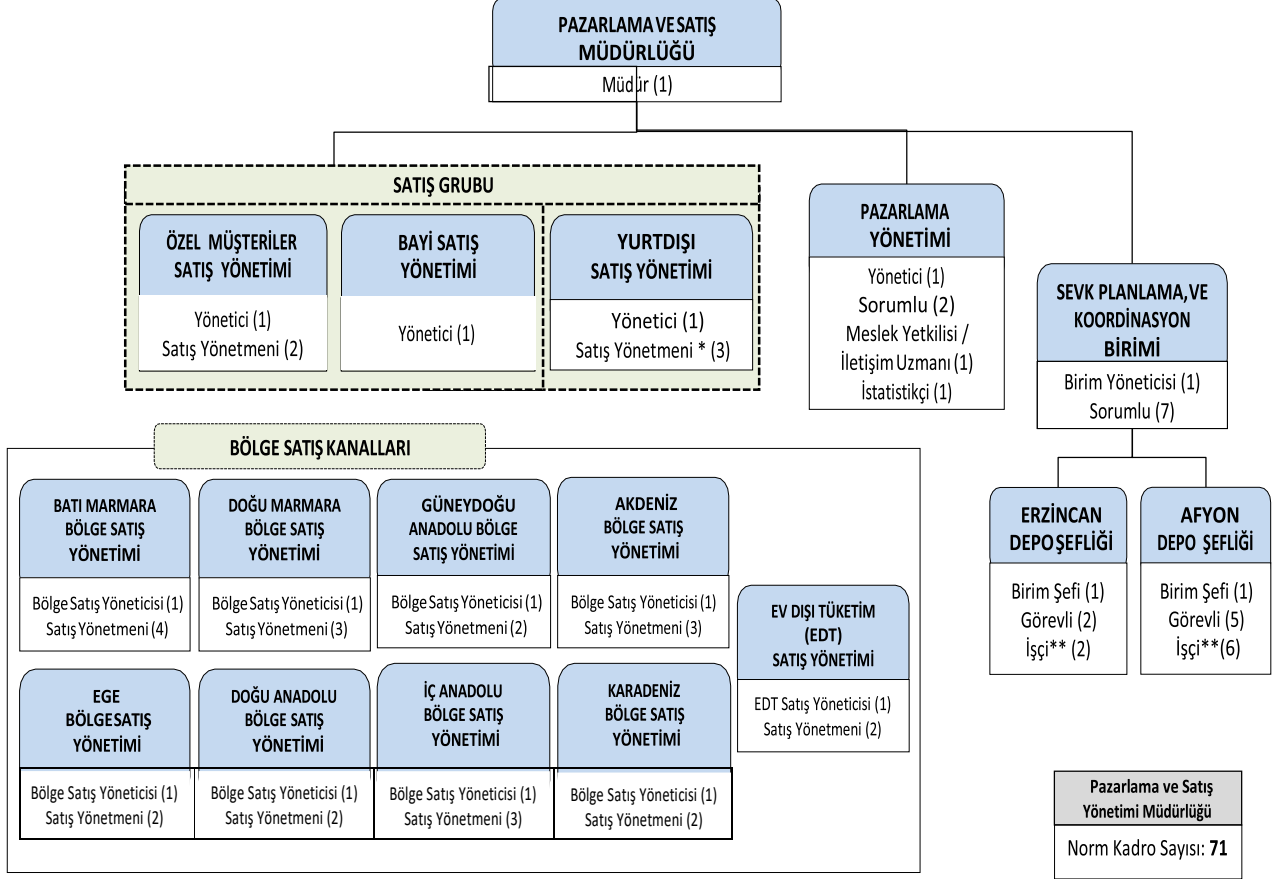 PAZARLAMA VE SATIŞ
MÜDÜRLÜĞÜ
Müdür (1)
SATIŞ GRUBU
ÖZEL MÜŞTERİLER
SATIŞ YÖNETİMİ
Yönetici (1)
Satış Yönetmeni (2)
BAYİ SATIŞ
YÖNETİMİ
Yönetici (1)
YURTDIŞI
SATIŞ YÖNETİMİ
Yönetici (1)
Satış Yönetmeni * (3)
PAZARLAMA
YÖNETİMİ
Yönetici (1)
Sorumlu (2)
Meslek Yetkilisi /
İletişim Uzmanı (1)
İstatistikçi (1)
SEVK PLANLAMA,VE
KOORDİNASYON
BİRİMİ
Birim Yöneticisi (1)
Sorumlu (7)
ERZİNCAN
DEPO ŞEFLİĞİ
Birim Şefi (1)
Görevli (2)
İşçi** (2)
AFYON
DEPO ŞEFLİĞİ
Birim Şefi (1)
Görevli (5)
İşçi**(6)
BÖLGE SATIŞ KANALLARI
BATI MARMARA
BÖLGE SATIŞ
YÖNETİMİ
Bölge Satış Yöneticisi (1)
Satış Yönetmeni (4)
DOĞU MARMARA
BÖLGE SATIŞ
YÖNETİMİ
Bölge Satış Yöneticisi (1)
Satış Yönetmeni (3)
GÜNEYDOĞU
ANADOLU BÖLGE
SATIŞ YÖNETİMİ
Bölge Satış Yöneticisi (1)
Satış Yönetmeni (2)
AKDENİZ
BÖLGE SATIŞ
YÖNETİMİ
Bölge Satış Yöneticisi (1)
Satış Yönetmeni (3)
EV DIŞI TÜKETİM
(EDT)
SATIŞ YÖNETİMİ
EDT Satış Yöneticisi (1)
Satış Yönetmeni (2)
EGE
BÖLGE SATIŞ
YÖNETİMİ
Bölge Satış Yöneticisi (1)
Satış Yönetmeni (2)
DOĞU ANADOLU
BÖLGE SATIŞ
YÖNETİMİ
Bölge Satış Yöneticisi (1)
Satış Yönetmeni (2)
İÇ ANADOLU
BÖLGE SATIŞ
YÖNETİMİ
Bölge Satış Yöneticisi (1)
Satış Yönetmeni (3)
KARADENİZ
BÖLGE SATIŞ
YÖNETİMİ
Bölge Satış Yöneticisi (1)
Satış Yönetmeni (2)
Pazarlama ve Satış
Yönetimi Müdürlüğü
Norm Kadro Sayısı: 71